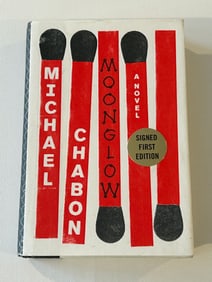 MICHAEL
CHABON
MOONGLOW
A NOVEL
SIGNED
FIRST
EDITION